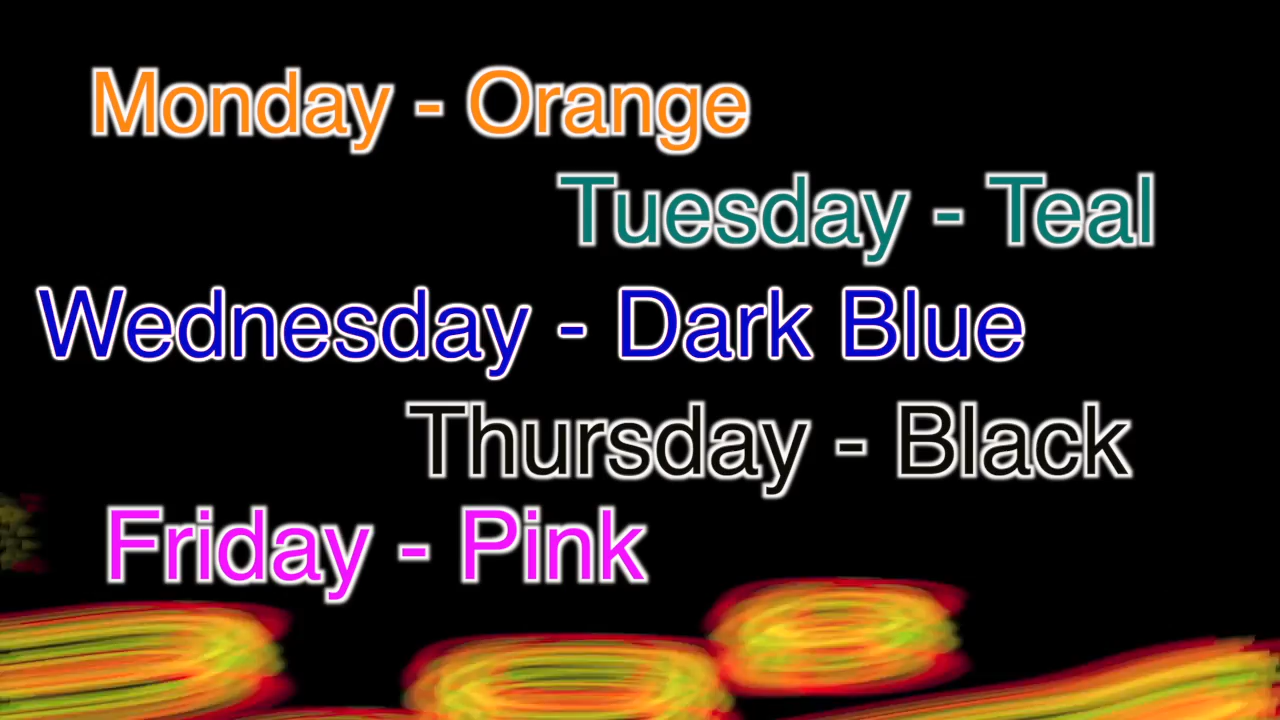 Monday - Orange
Tuesday - Teal
Wednesday - Dark Blue
Thursday - Black
Friday - Pink